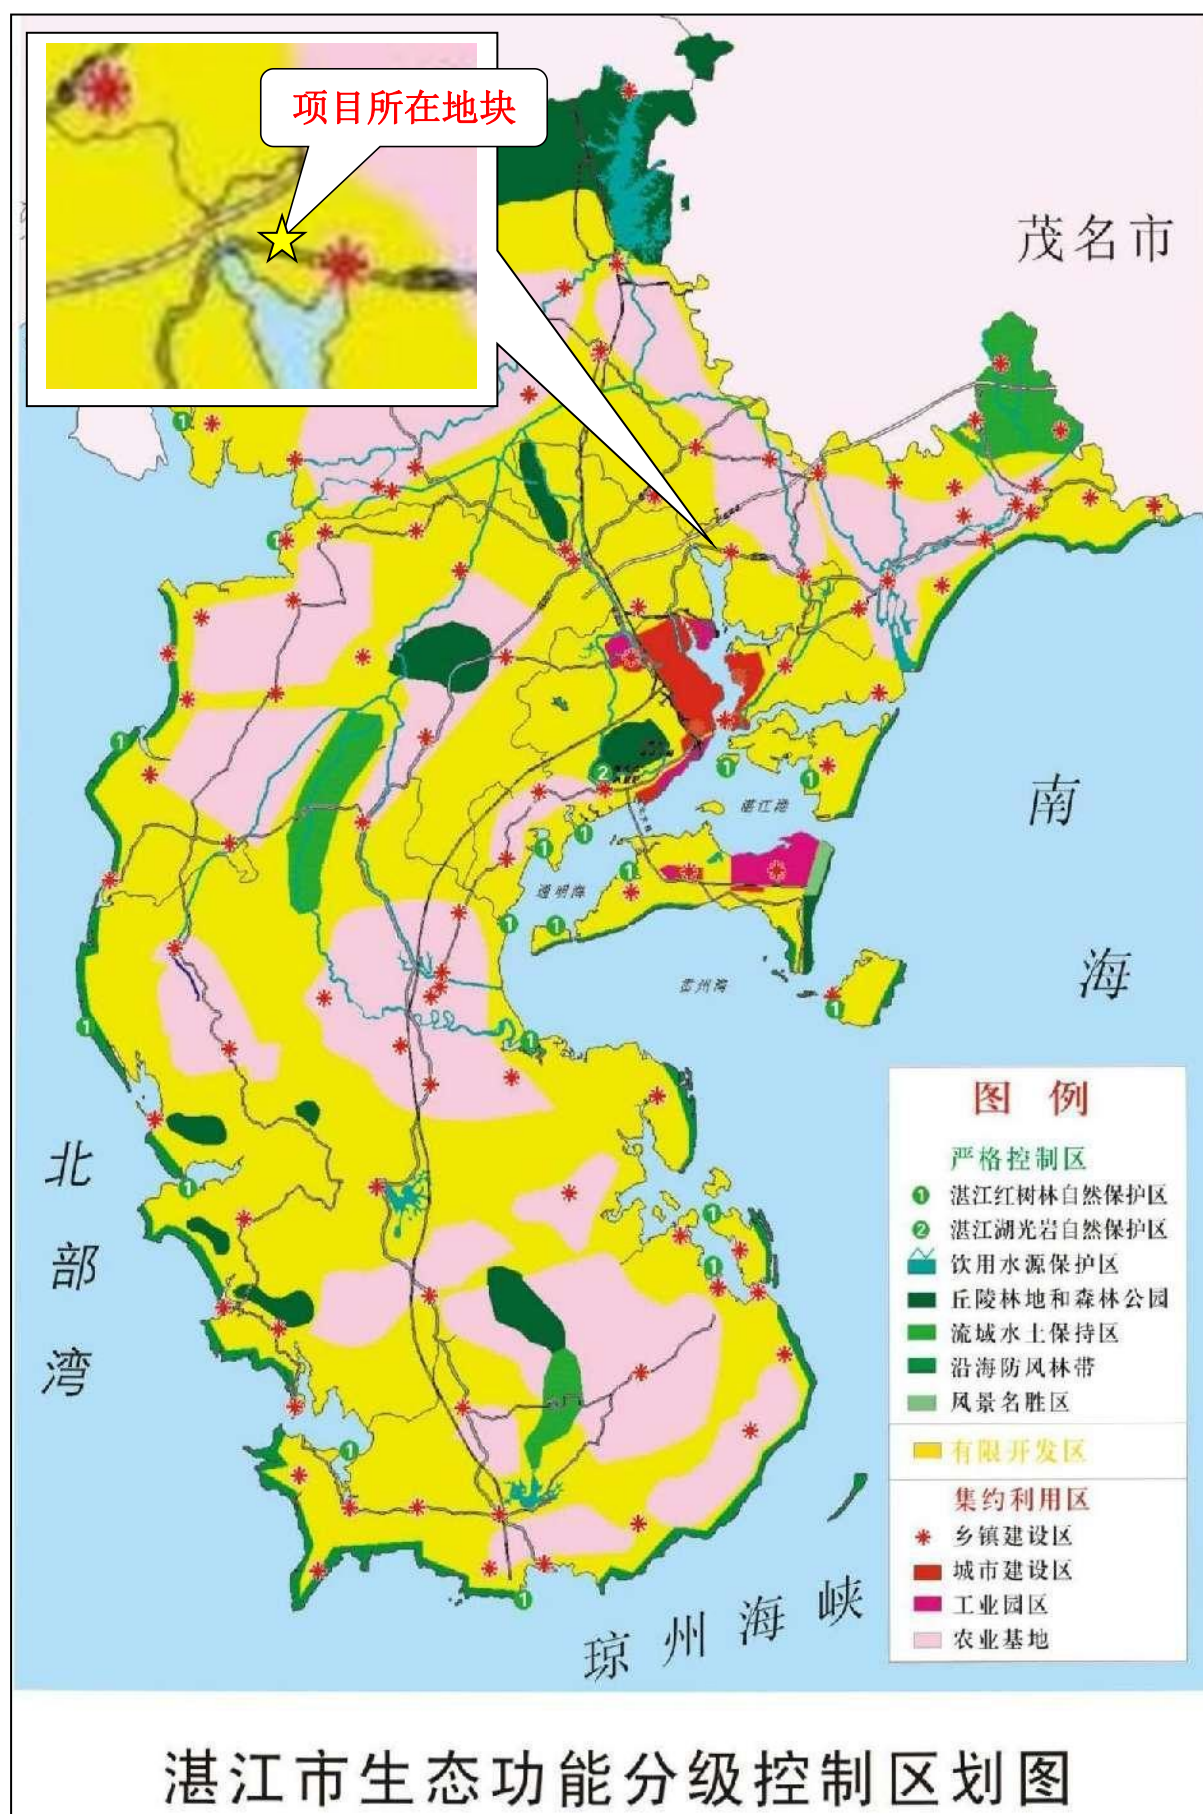 项目所在地块
茂名市
南
海
湛江港
通明海
雷州湾
北
部
湾
琼州海峡
图 例
严格控制区
1 湛江红树林自然保护区
2 湛江湖光岩自然保护区
饮用水源保护区
丘陵林地和森林公园
流域水土保持区
沿海防风林带
风景名胜区
有限开发区
集约利用区
乡镇建设区
城市建设区
工业园区
农业基地
湛江市生态功能分级控制区划图